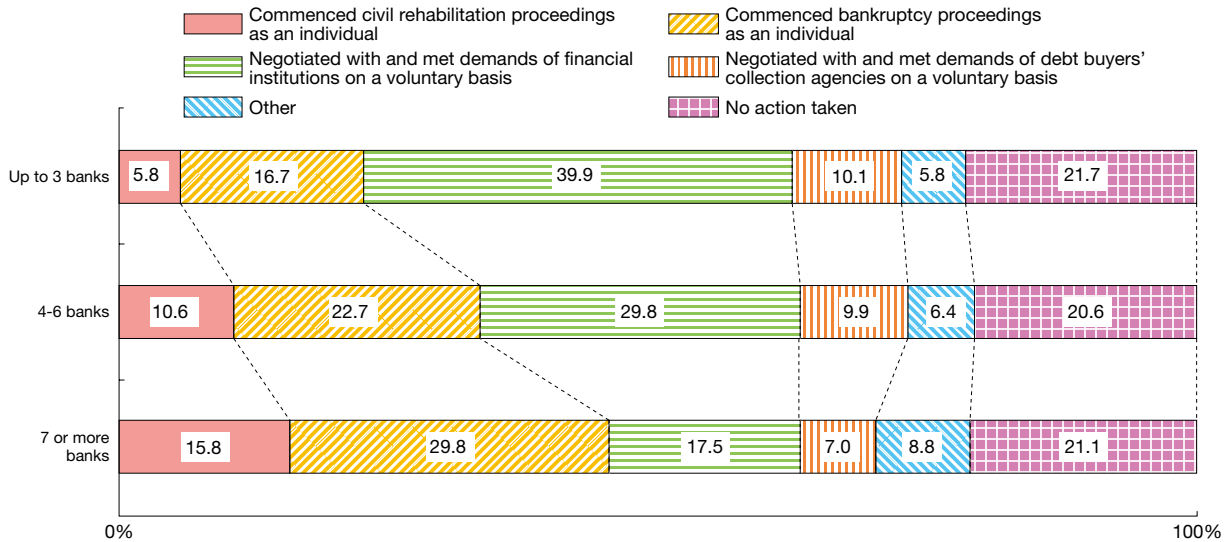 Commenced civil rehabilitation proceedings
as an individual
Commenced bankruptcy proceedings
as an individual
Negotiated with and met demands of financial
institutions on a voluntary basis
Negotiated with and met demands of debt buyers’
collection agencies on a voluntary basis
Other
No action taken
Up to 3 banks
5.8
16.7
39.9
10.1
5.8
21.7
4-6 banks
10.6
22.7
29.8
9.9
6.4
20.6
7 or more
banks
15.8
29.8
17.5
7.0
8.8
21.1
0%
100%